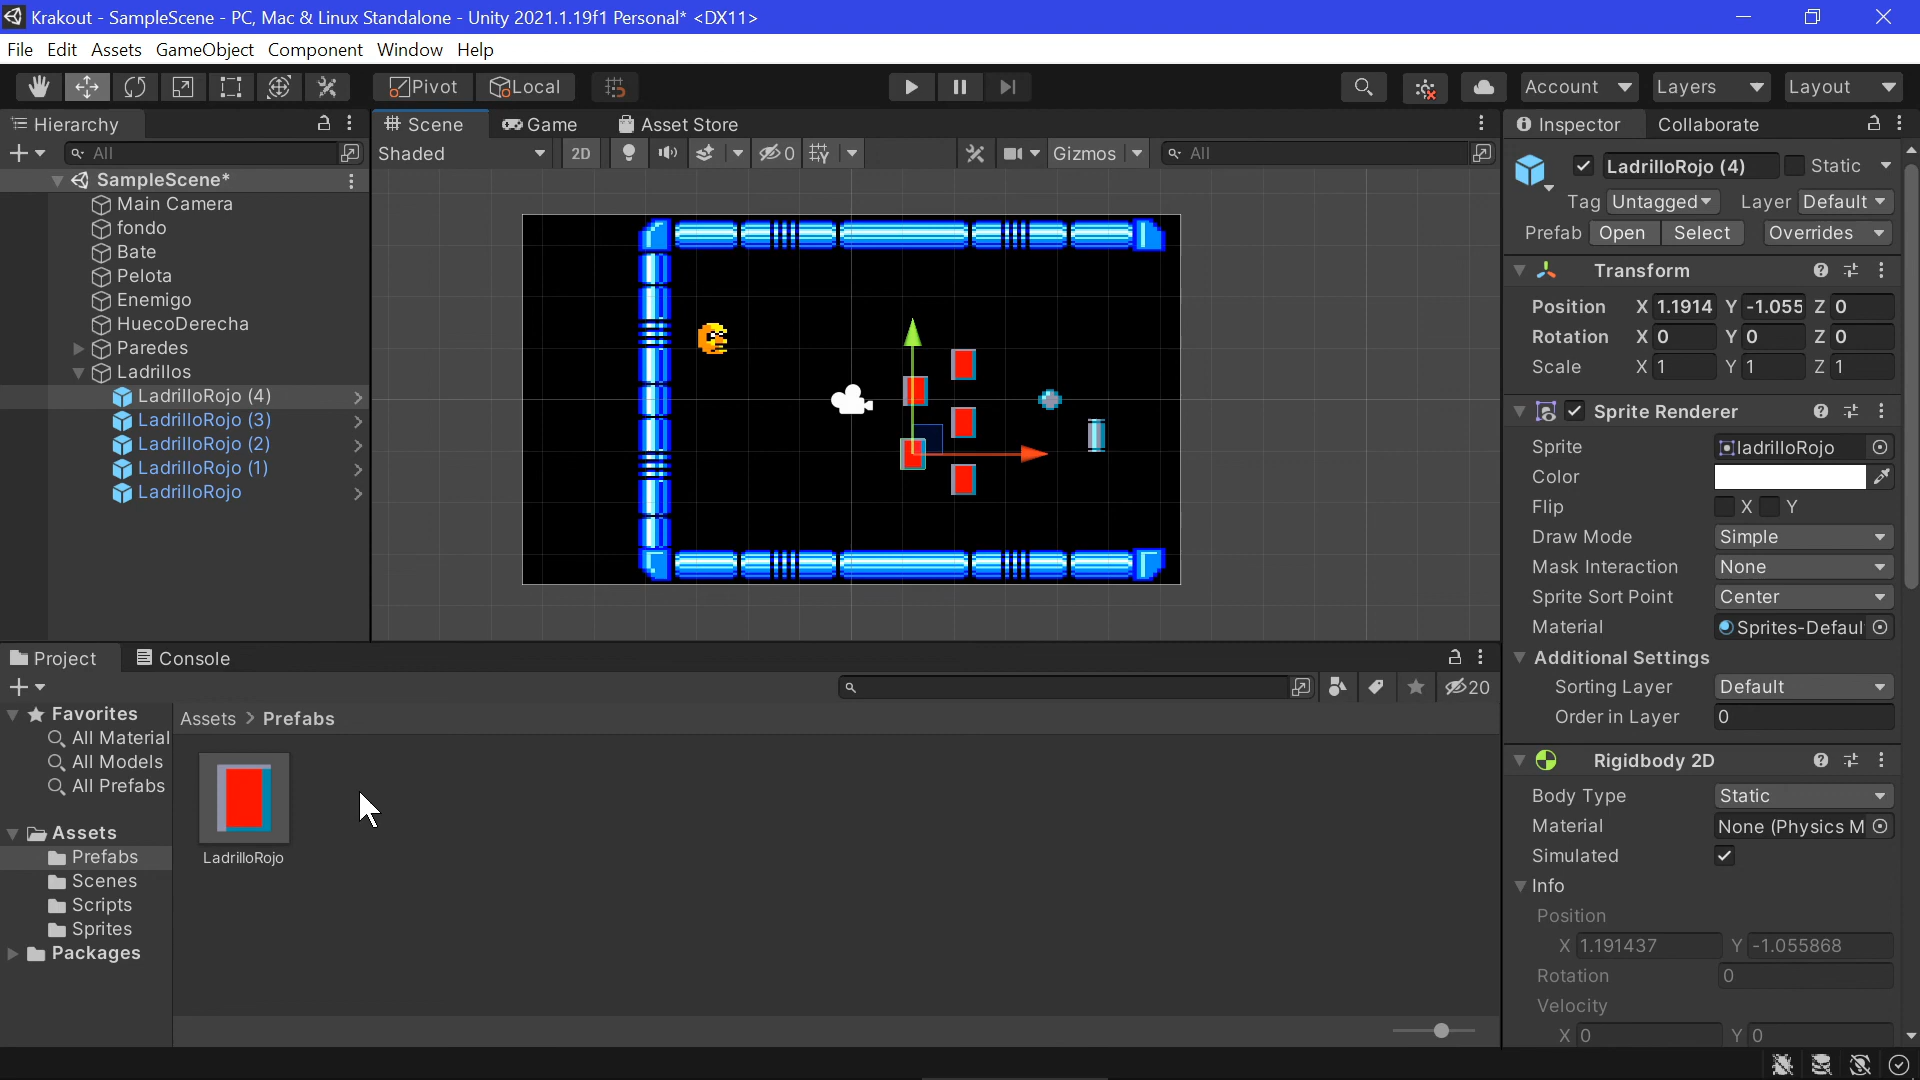 Krakout - SampleScene - PC, Mac & Linux Standalone - Unity 2021.1.19f1 Personal* <DX11>
File Edit Assets GameObject Component Window Help
Pivot Local Account Layers Layout
Hierarchy
All
SampleScene*
Main Camera
fondo
Bate
Pelota
Enemigo
HuecoDerecha
Paredes
Ladrillos
LadrilloRojo (4)
LadrilloRojo (3)
LadrilloRojo (2)
LadrilloRojo (1)
LadrilloRojo
Scene Game Asset Store
Shaded 2D 0 Gizmos All
Project Console
20
Favorites
All Material
All Models
All Prefabs
Assets
Prefabs
Scenes
Scripts
Sprites
Packages
Assets > Prefabs
LadrilloRojo
Inspector Collaborate
LadrilloRojo (4) Static
Tag Untagged Layer Default
Prefab Open Select Overrides
Transform
Position X 1.1914 Y -1.055 Z 0
Rotation X 0 Y 0 Z 0
Scale X 1 Y 1 Z 1
Sprite Renderer
Sprite ladrilloRojo
Color
Flip X Y
Draw Mode Simple
Mask Interaction None
Sprite Sort Point Center
Material Sprites-Defaul
Additional Settings
Sorting Layer Default
Order in Layer 0
Rigidbody 2D
Body Type Static
Material None (Physics M
Simulated
Info
Position
X 1.191437 Y -1.055868
Rotation 0
Velocity
X 0 Y 0